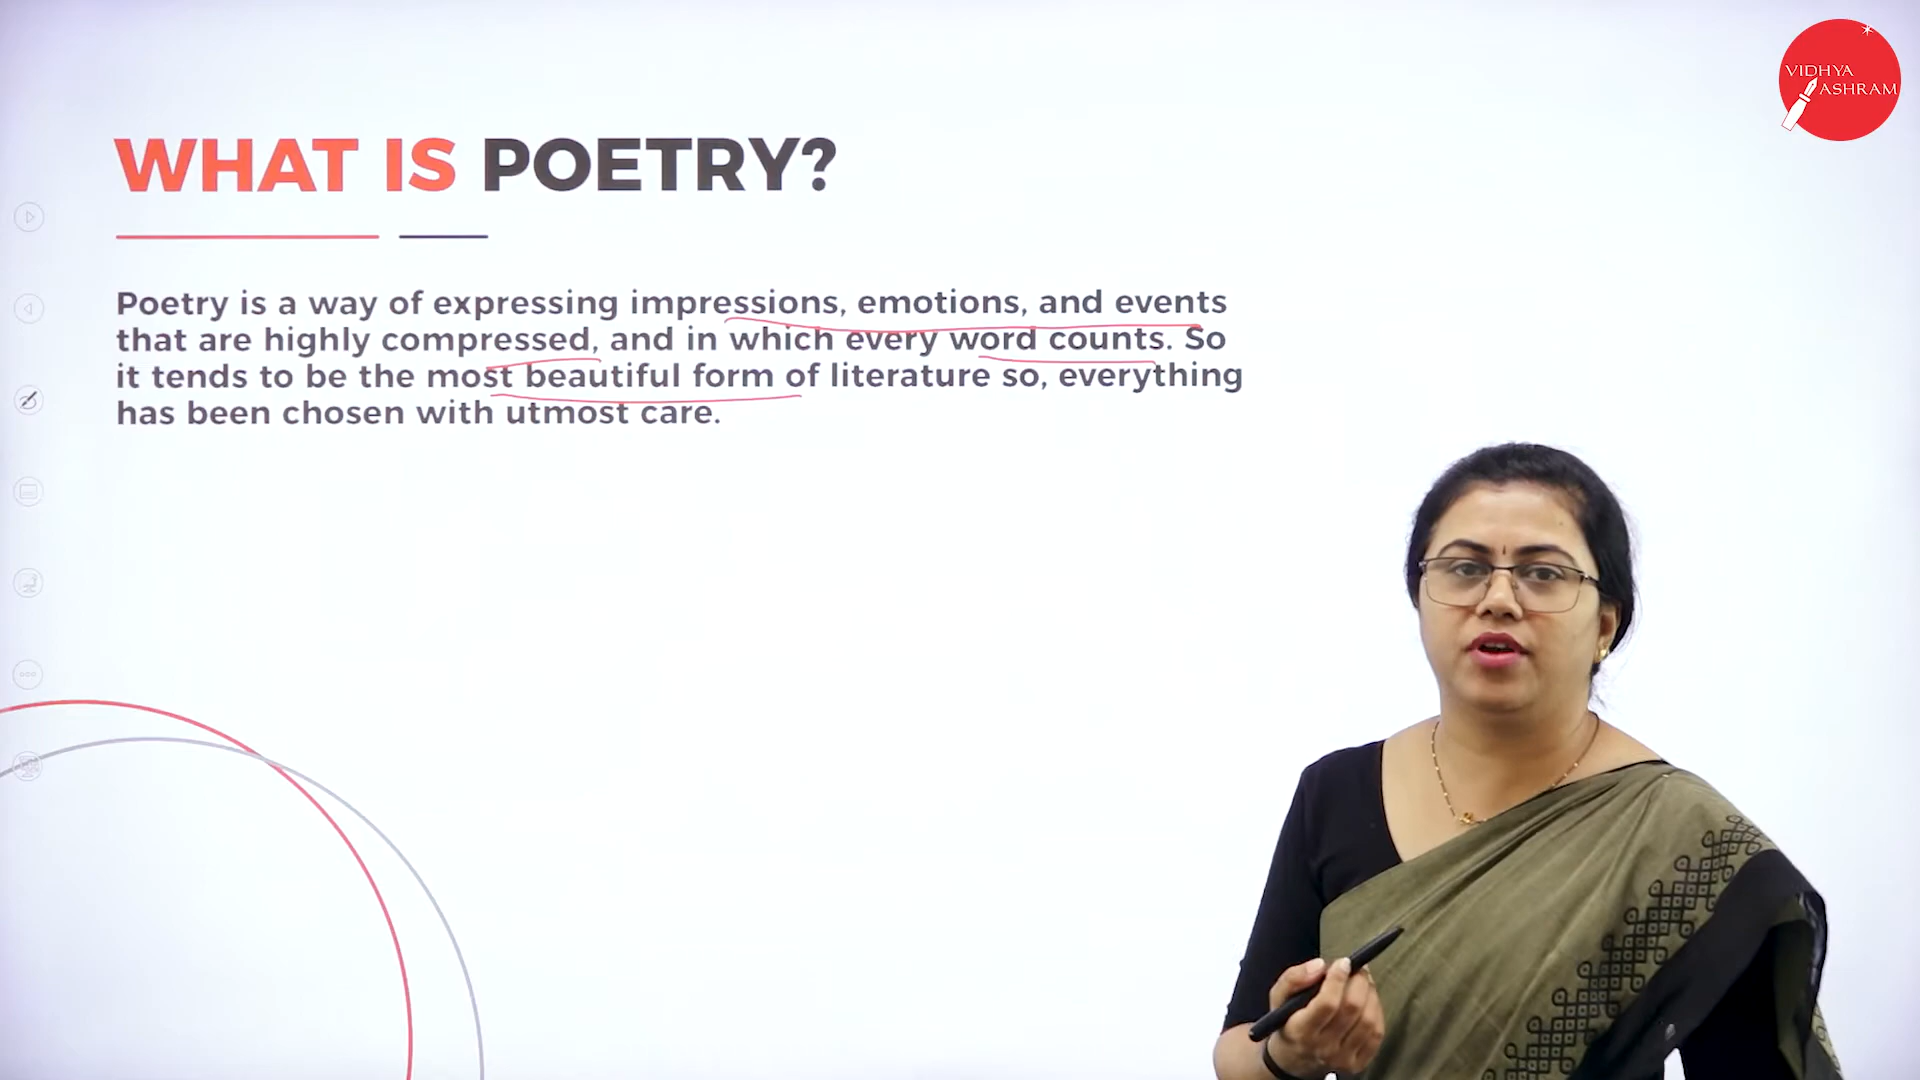 VIDHYA
ASHRAM
WHAT IS POETRY?
Poetry is a way of expressing impressions, emotions, and events
that are highly compressed, and in which every word counts. So
it tends to be the most beautiful form of literature so, everything
has been chosen with utmost care.